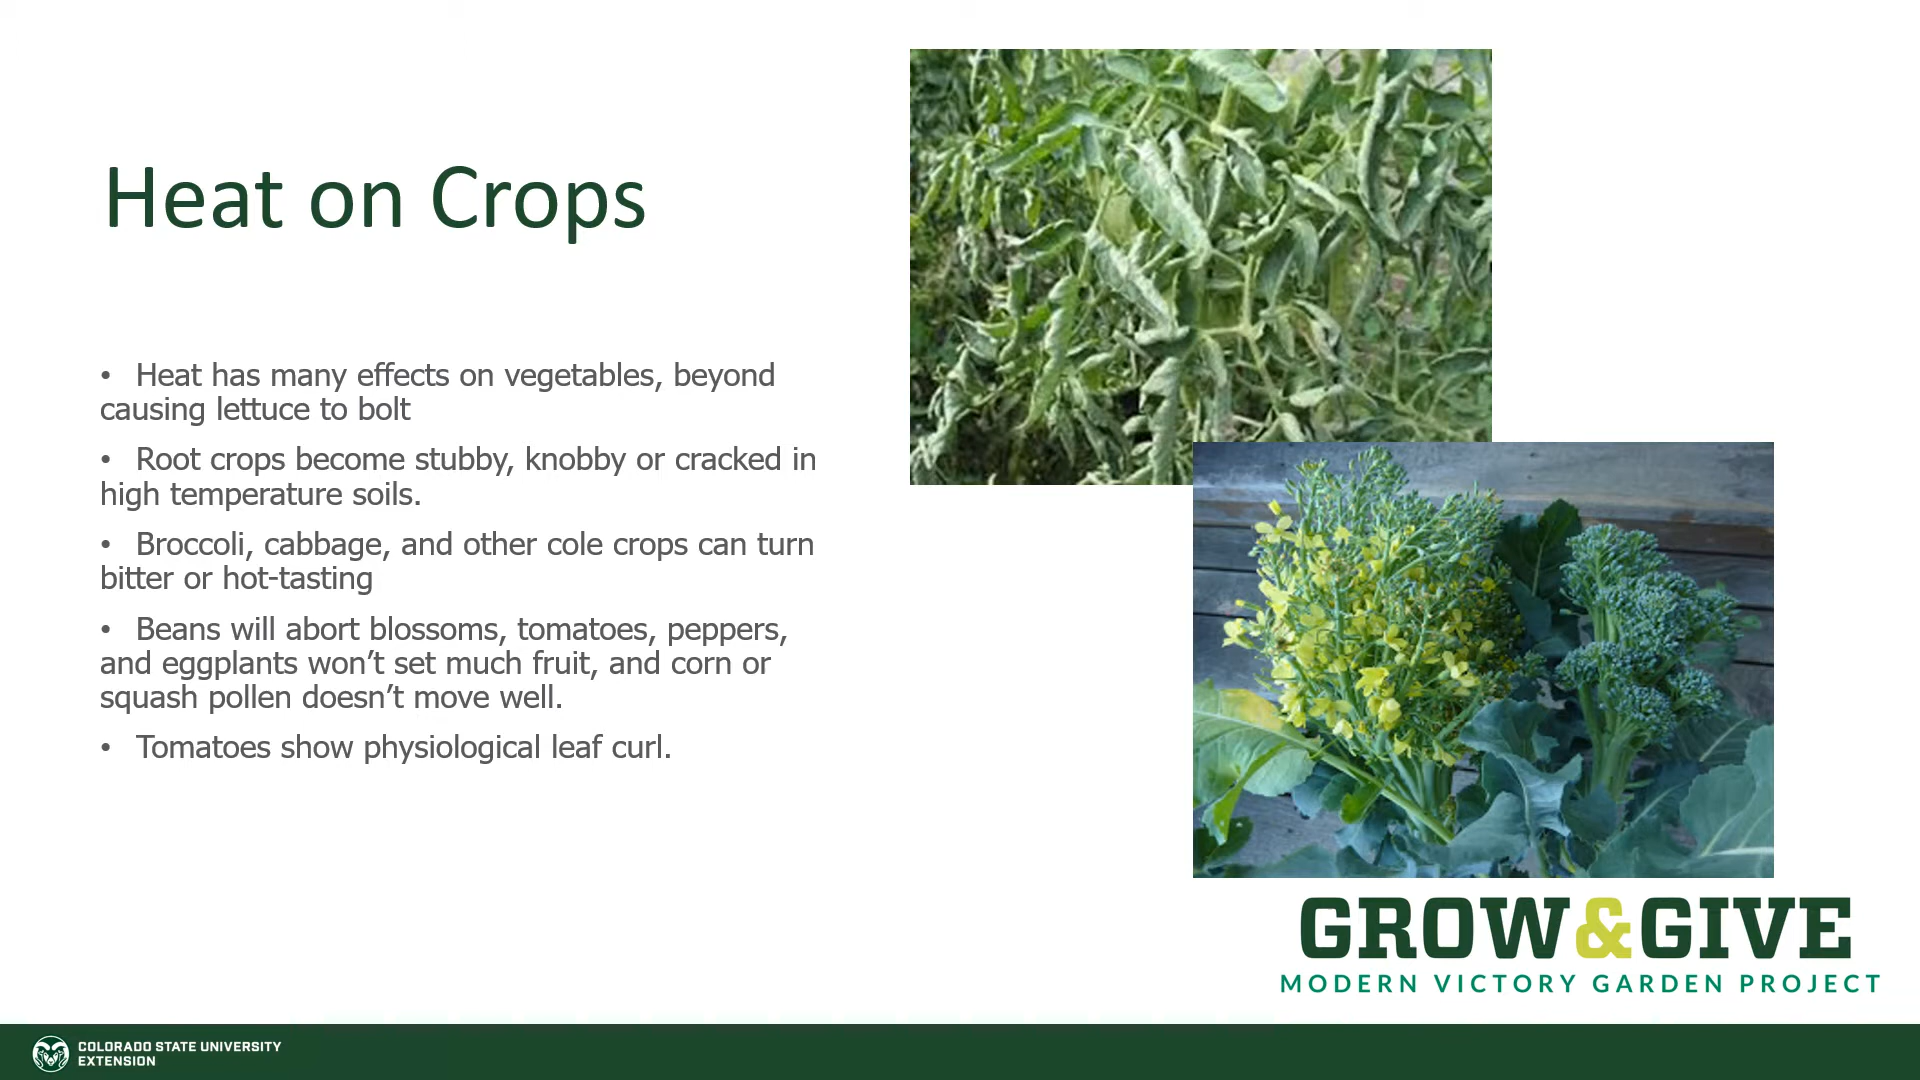 Heat on Crops
• Heat has many effects on vegetables, beyond
causing lettuce to bolt
• Root crops become stubby, knobby or cracked in
high temperature soils.
• Broccoli, cabbage, and other cole crops can turn
bitter or hot-tasting
• Beans will abort blossoms, tomatoes, peppers,
and eggplants won’t set much fruit, and corn or
squash pollen doesn’t move well.
• Tomatoes show physiological leaf curl.
GROW&GIVE
MODERN VICTORY GARDEN PROJECT
COLORADO STATE UNIVERSITY
EXTENSION